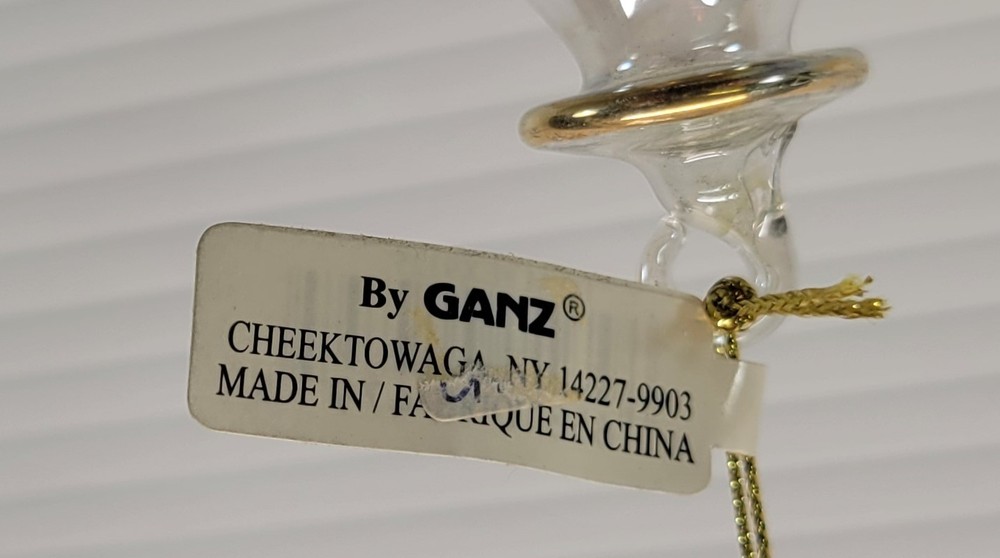 By GANZ®
CHEEKTOWAGA, NY 14227-9903
MADE IN / FABRIQUE EN CHINA